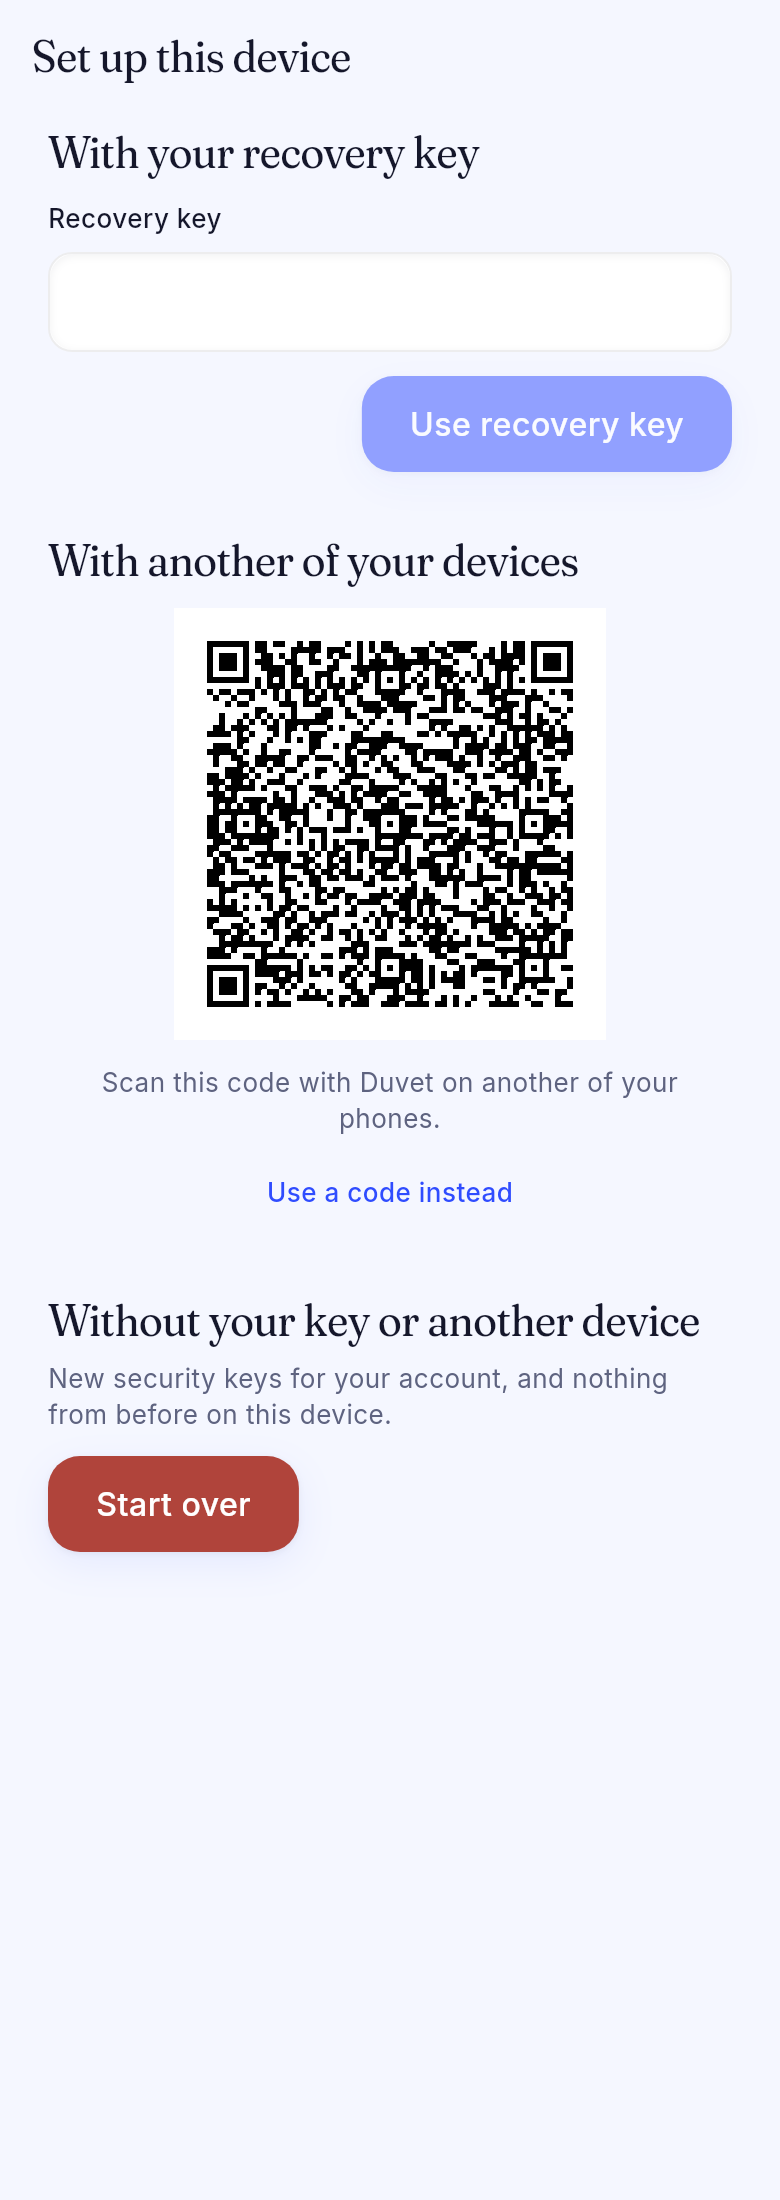 Set up this device
With your recovery key
Recovery key
Use recovery key
With another of your devices
Scan this code with Duvet on another of your
phones.
Use a code instead
Without your key or another device
New security keys for your account, and nothing
from before on this device.
Start over